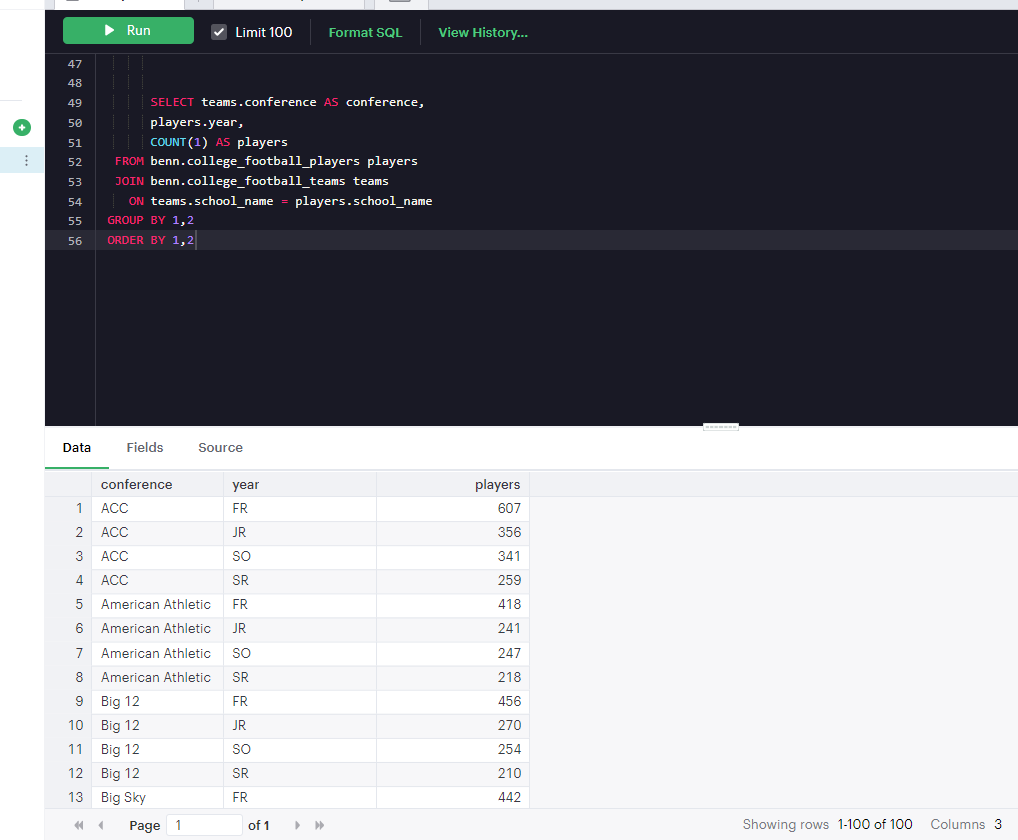 Run
Limit 100
Format SQL
View History...
47
48
49 SELECT teams.conference AS conference,
50 players.year,
51 COUNT(1) AS players
52 FROM benn.college_football_players players
53 JOIN benn.college_football_teams teams
54 ON teams.school_name = players.school_name
55 GROUP BY 1,2
56 ORDER BY 1,2
Data Fields Source
conference year players
1 ACC FR 607
2 ACC JR 356
3 ACC SO 341
4 ACC SR 259
5 American Athletic FR 418
6 American Athletic JR 241
7 American Athletic SO 247
8 American Athletic SR 218
9 Big 12 FR 456
10 Big 12 JR 270
11 Big 12 SO 254
12 Big 12 SR 210
13 Big Sky FR 442
Page 1 of 1 Showing rows 1-100 of 100 Columns 3